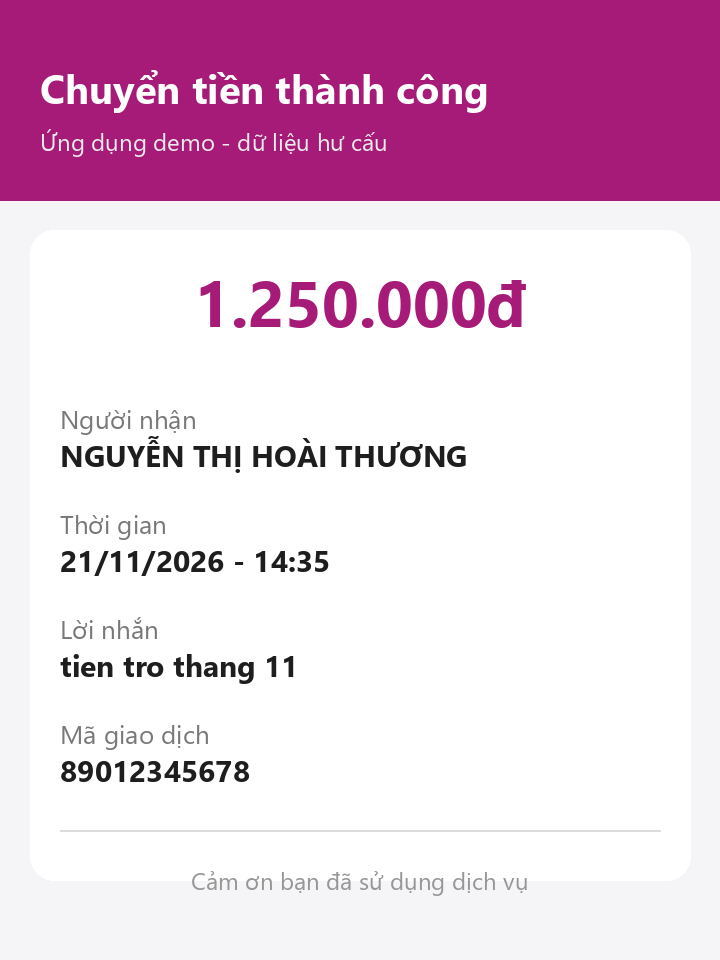 Chuyển tiền thành công
Ứng dụng demo - dữ liệu hư cấu
1.250.000đ
Người nhận
NGUYỄN THỊ HOÀI THƯƠNG
Thời gian
21/11/2026 - 14:35
Lời nhắn
tien tro thang 11
Mã giao dịch
89012345678
Cảm ơn bạn đã sử dụng dịch vụ